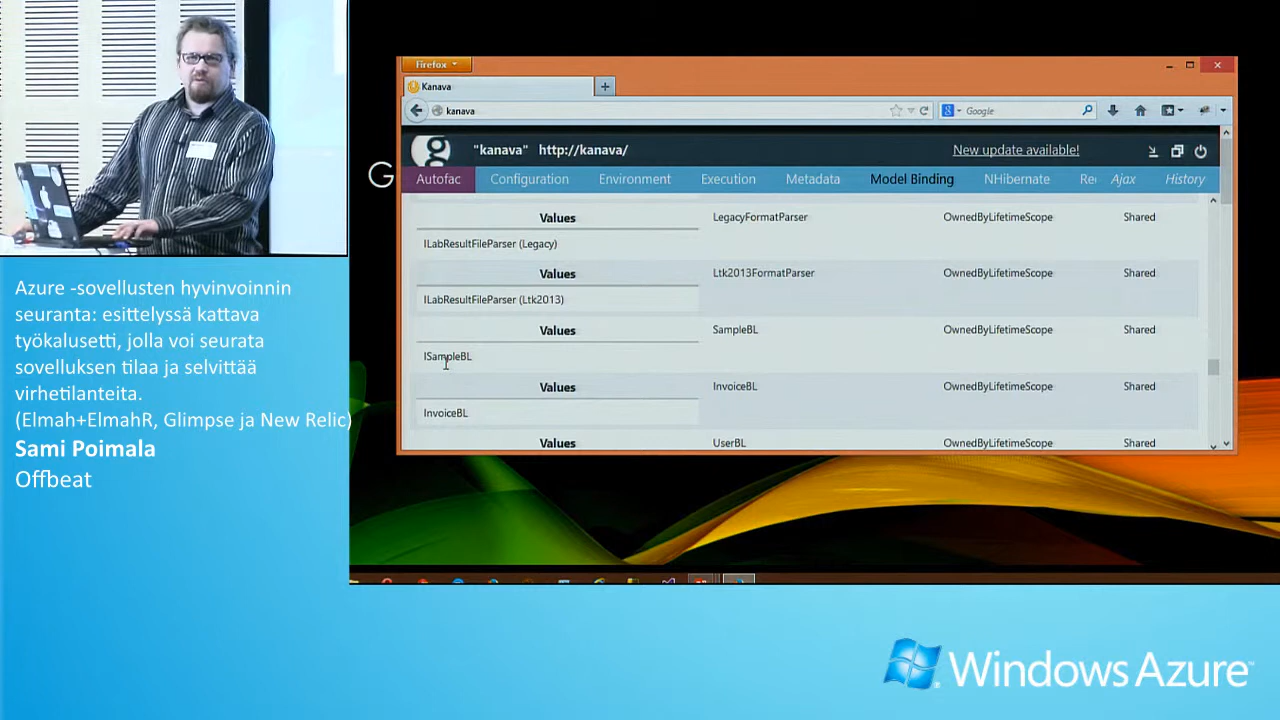 Azure -sovellusten hyvinvoinnin
seuranta: esittelyssä kattava
työkalusetti, jolla voi seurata
sovelluksen tilaa ja selvittää
virhetilanteita.
(Elmah+ElmahR, Glimpse ja New Relic)
Sami Poimala
Offbeat
Firefox
Kanava
kanava
Google
"kanava" http://kanava/
New update available!
G
Autofac Configuration Environment Execution Metadata Model Binding NHibernate Re Ajax History
Values LegacyFormatParser OwnedByLifetimeScope Shared
ILabResultFileParser (Legacy)
Values Ltk2013FormatParser OwnedByLifetimeScope Shared
ILabResultFileParser (Ltk2013)
Values SampleBL OwnedByLifetimeScope Shared
ISampleBL
Values InvoiceBL OwnedByLifetimeScope Shared
InvoiceBL
Values UserBL OwnedByLifetimeScope Shared
Windows Azure™